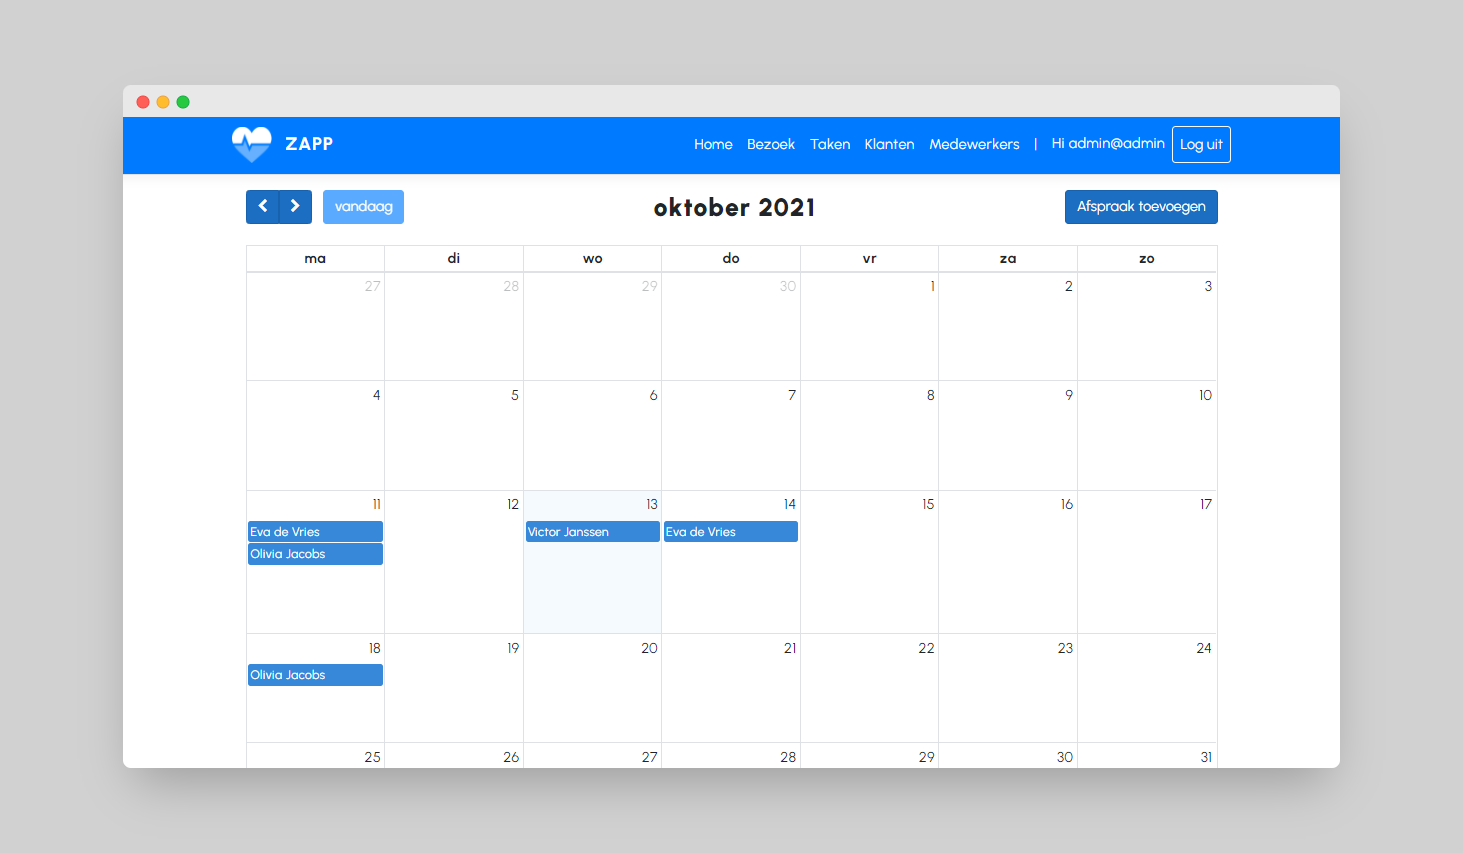 ZAPP Home Bezoek Taken Klanten Medewerkers | Hi admin@admin Log uit
vandaag oktober 2021 Afspraak toevoegen
ma di wo do vr za zo
27 28 29 30 1 2 3
4 5 6 7 8 9 10
11 12 13 14 15 16 17
Eva de Vries Victor Janssen Eva de Vries
Olivia Jacobs
18 19 20 21 22 23 24
Olivia Jacobs
25 26 27 28 29 30 31